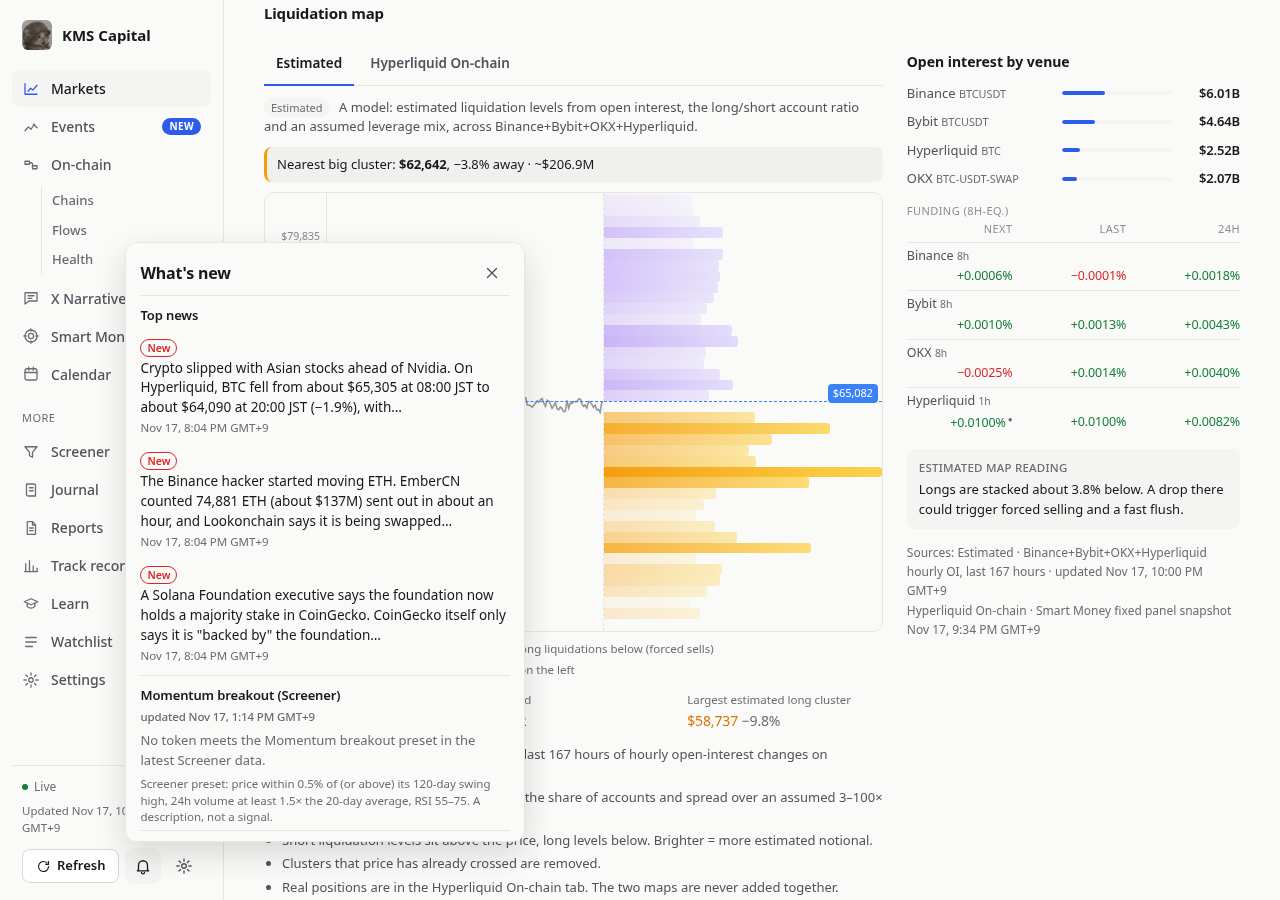 KMS Capital
Markets
Events NEW
On-chain
Chains
Flows
Health
X Narrative
Smart Mon
Calendar
MORE
Screener
Journal
Reports
Track recor
Learn
Watchlist
Settings
Live
Updated Nov 17, 10
GMT+9
Refresh
What's new
Top news
New
Crypto slipped with Asian stocks ahead of Nvidia. On
Hyperliquid, BTC fell from about $65,305 at 08:00 JST to
about $64,090 at 20:00 JST (−1.9%), with...
Nov 17, 8:04 PM GMT+9
New
The Binance hacker started moving ETH. EmberCN
counted 74,881 ETH (about $137M) sent out in about an
hour, and Lookonchain says it is being swapped...
Nov 17, 8:04 PM GMT+9
New
A Solana Foundation executive says the foundation now
holds a majority stake in CoinGecko. CoinGecko itself only
says it is "backed by" the foundation...
Nov 17, 8:04 PM GMT+9
Momentum breakout (Screener)
updated Nov 17, 1:14 PM GMT+9
No token meets the Momentum breakout preset in the
latest Screener data.
Screener preset: price within 0.5% of (or above) its 120-day swing
high, 24h volume at least 1.5× the 20-day average, RSI 55–75. A
description, not a signal.
Liquidation map
Estimated Hyperliquid On-chain
Estimated A model: estimated liquidation levels from open interest, the long/short account ratio
and an assumed leverage mix, across Binance+Bybit+OKX+Hyperliquid.
Nearest big cluster: $62,642, −3.8% away · ~$206.9M
$79,835
$65,082
ong liquidations below (forced sells)
on the left
Largest estimated long cluster
$58,737 −9.8%
last 167 hours of hourly open-interest changes on
the share of accounts and spread over an assumed 3–100×
Short liquidation levels sit above the price, long levels below. Brighter = more estimated notional.
Clusters that price has already crossed are removed.
Real positions are in the Hyperliquid On-chain tab. The two maps are never added together.
Open interest by venue
Binance BTCUSDT $6.01B
Bybit BTCUSDT $4.64B
Hyperliquid BTC $2.52B
OKX BTC-USDT-SWAP $2.07B
FUNDING (8H-EQ.)
NEXT LAST 24H
Binance 8h
+0.0006% −0.0001% +0.0018%
Bybit 8h
+0.0010% +0.0013% +0.0043%
OKX 8h
−0.0025% +0.0014% +0.0040%
Hyperliquid 1h
+0.0100% * +0.0100% +0.0082%
ESTIMATED MAP READING
Longs are stacked about 3.8% below. A drop there
could trigger forced selling and a fast flush.
Sources: Estimated · Binance+Bybit+OKX+Hyperliquid
hourly OI, last 167 hours · updated Nov 17, 10:00 PM
GMT+9
Hyperliquid On-chain · Smart Money fixed panel snapshot
Nov 17, 9:34 PM GMT+9